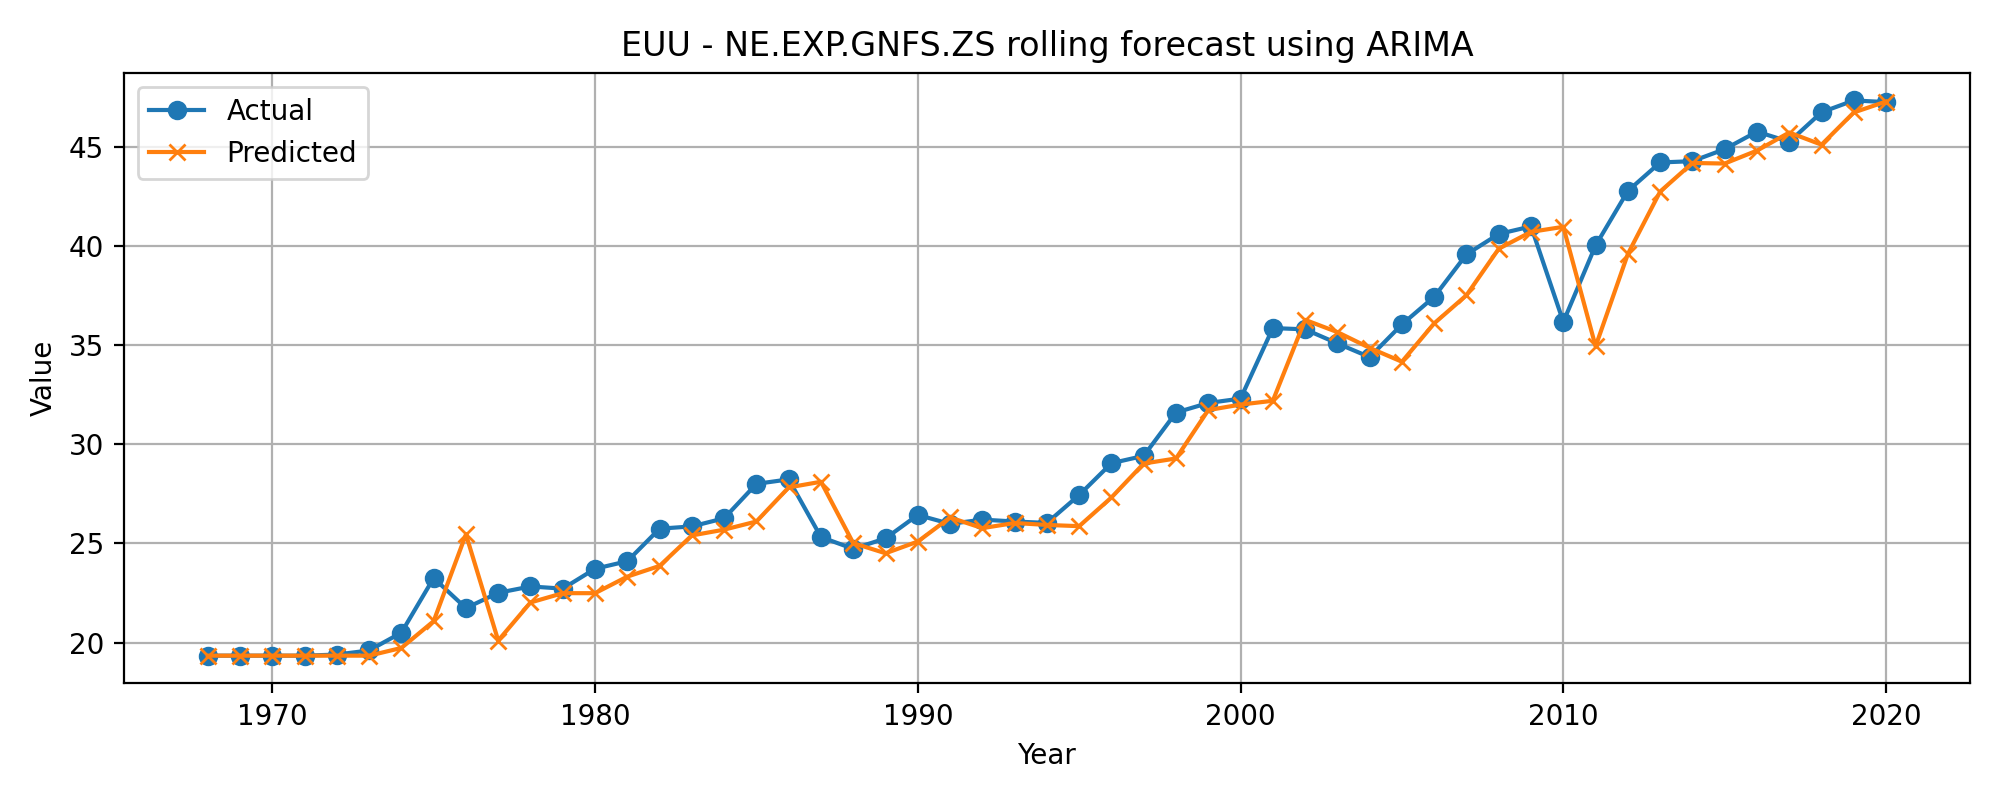 EUU - NE.EXP.GNFS.ZS rolling forecast using ARIMA
Actual
Predicted
45
40
35
30
25
20
Value
1970 1980 1990 2000 2010 2020
Year